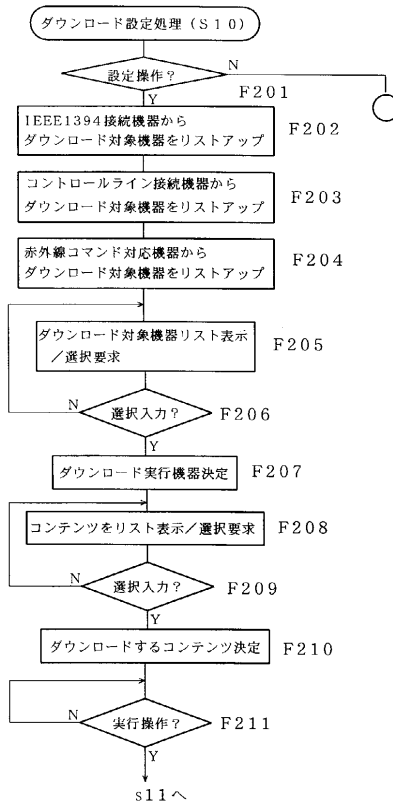 ダウンロード設定処理（S10）
設定操作？
N
Y
F201
IEEE1394接続機器から
ダウンロード対象機器をリストアップ
F202
コントロールライン接続機器から
ダウンロード対象機器をリストアップ
F203
赤外線コマンド対応機器から
ダウンロード対象機器をリストアップ
F204
ダウンロード対象機器リスト表示
／選択要求
F205
N
選択入力？
F206
Y
ダウンロード実行機器決定
F207
コンテンツをリスト表示／選択要求
F208
N
選択入力？
F209
Y
ダウンロードするコンテンツ決定
F210
N
実行操作？
F211
Y
s11へ